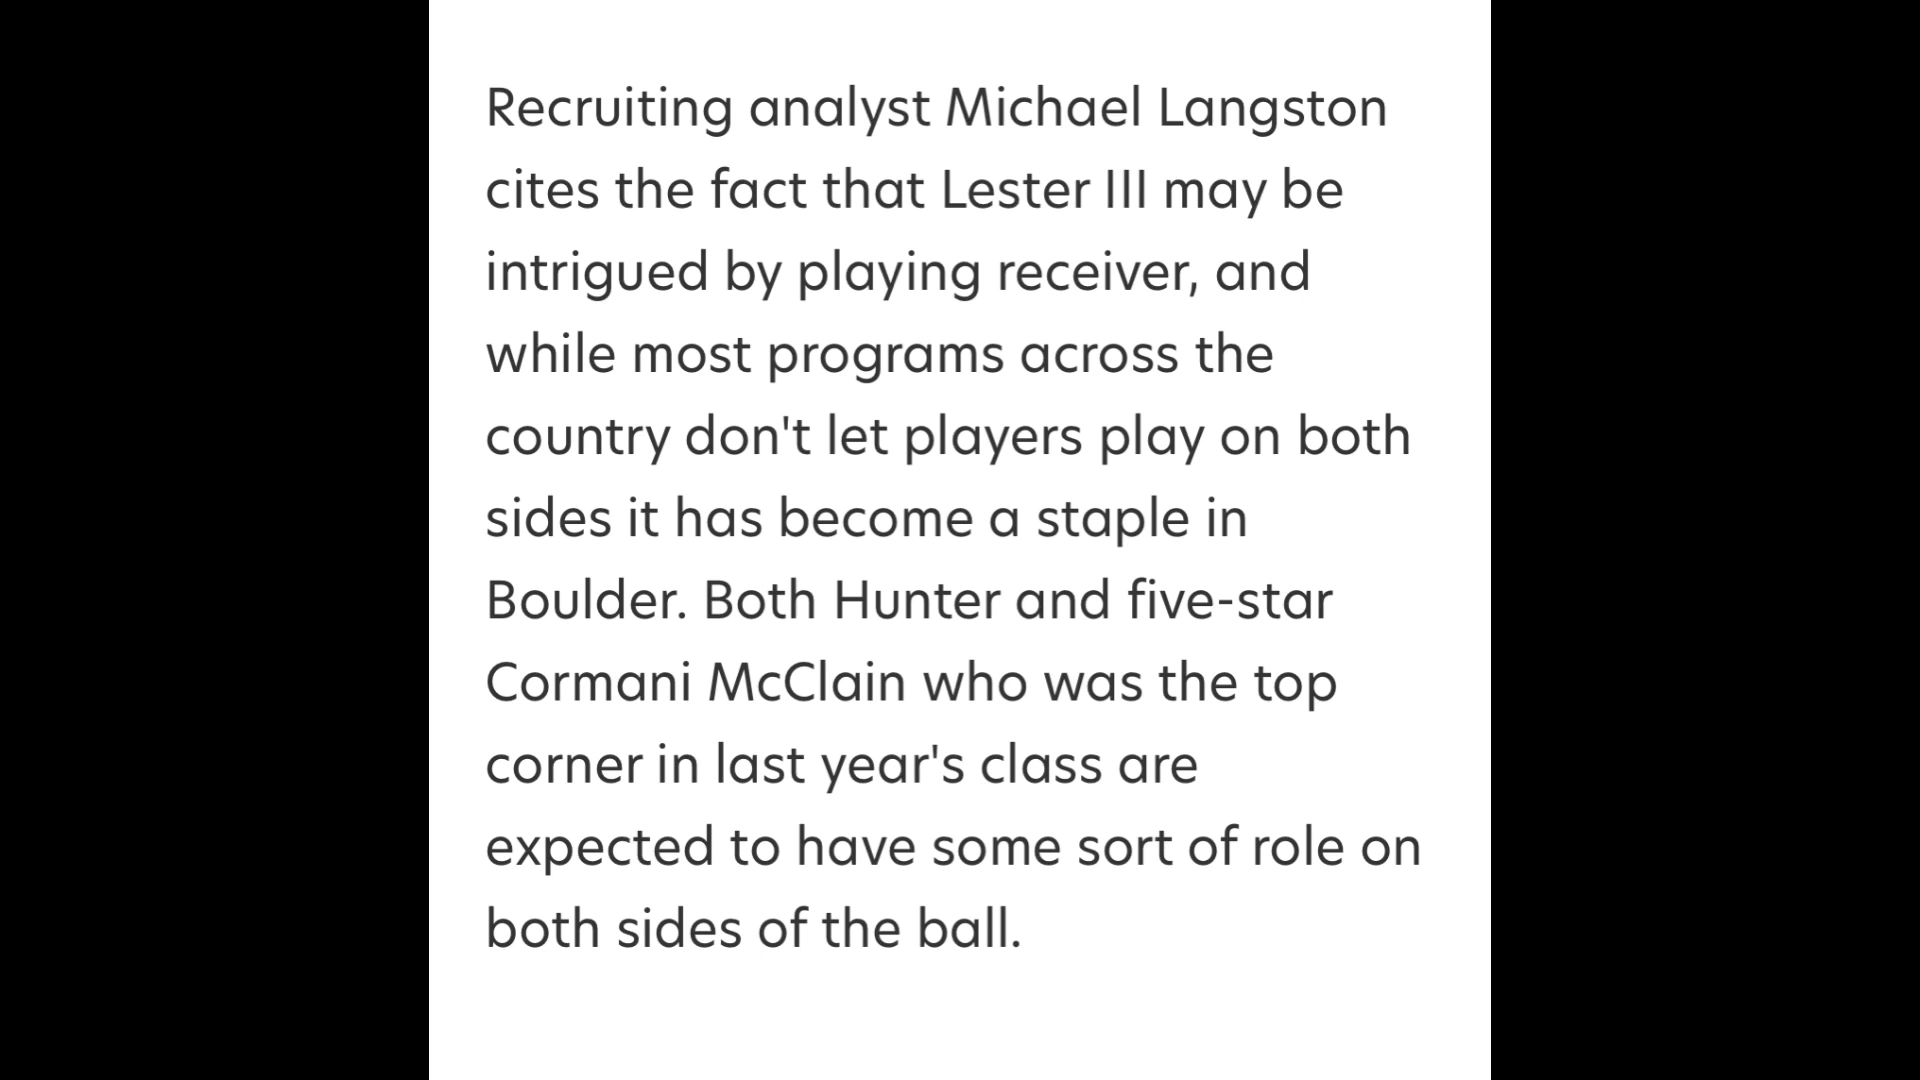 Recruiting analyst Michael Langston
cites the fact that Lester III may be
intrigued by playing receiver, and
while most programs across the
country don't let players play on both
sides it has become a staple in
Boulder. Both Hunter and five-star
Cormani McClain who was the top
corner in last year's class are
expected to have some sort of role on
both sides of the ball.